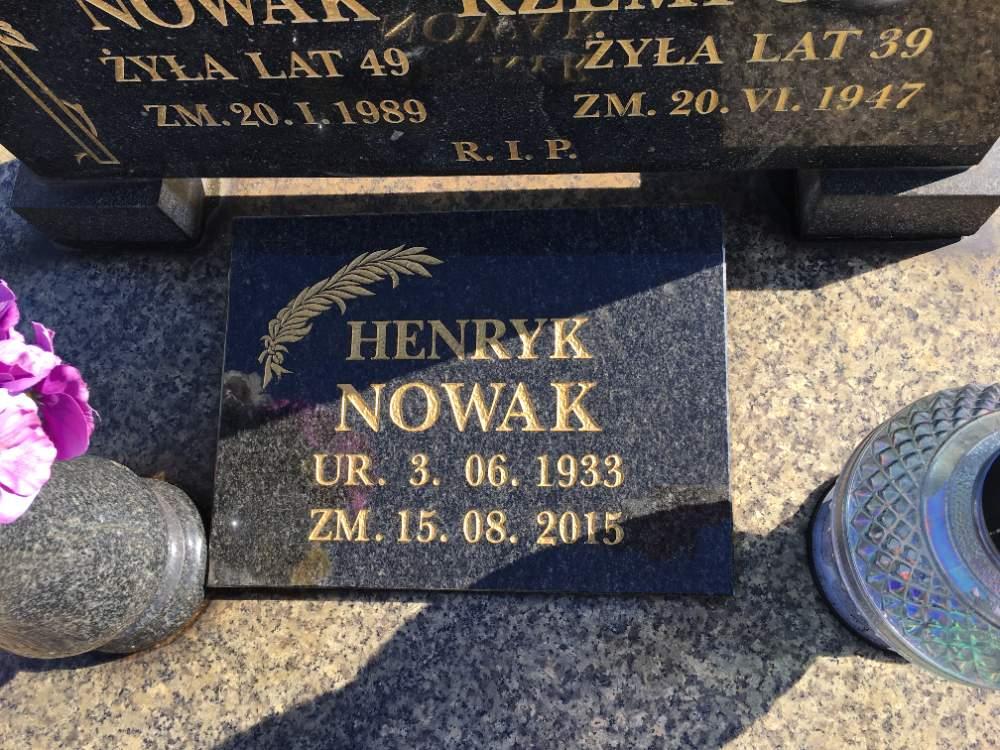 NOWAK
ŻYŁA LAT 49
ZM. 20. I. 1989
ŻYŁA LAT 39
ZM. 20. VI. 1947
R. I. P.
HENRYK
NOWAK
UR. 3. 06. 1933
ZM. 15. 08. 2015